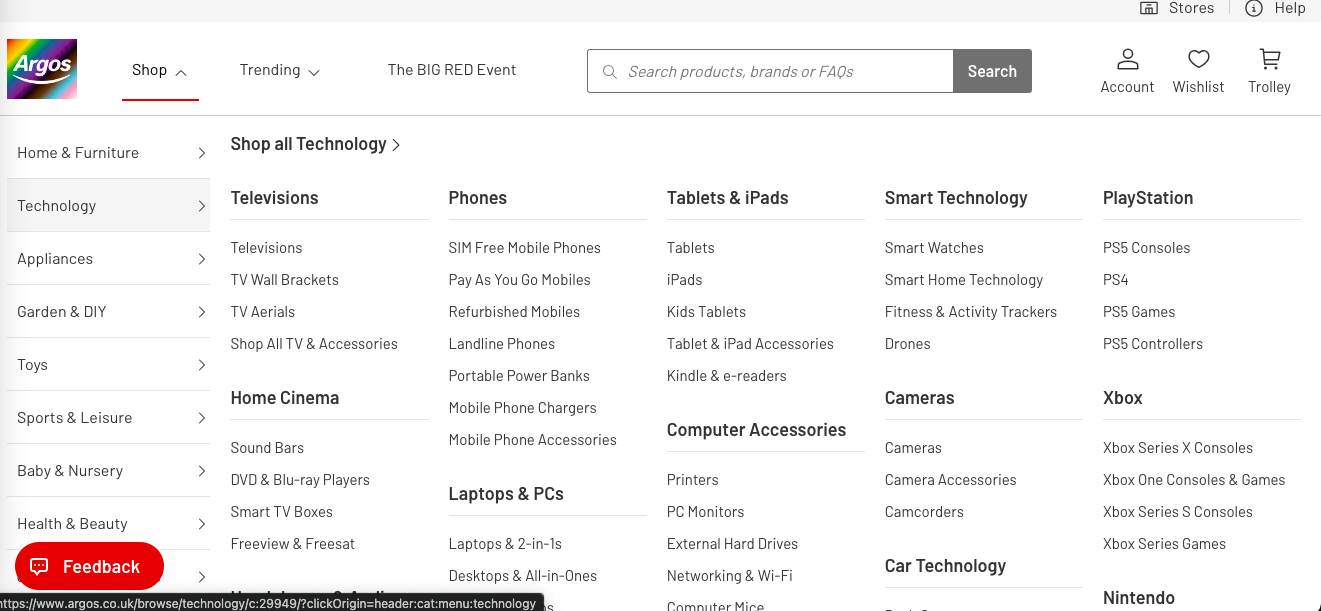 Stores
Help
Argos
Shop
Trending
The BIG RED Event
Search products, brands or FAQs
Search
Account
Wishlist
Trolley
Home & Furniture
Technology
Appliances
Garden & DIY
Toys
Sports & Leisure
Baby & Nursery
Health & Beauty
Feedback
Shop all Technology
Televisions
Televisions
TV Wall Brackets
TV Aerials
Shop All TV & Accessories
Home Cinema
Sound Bars
DVD & Blu-ray Players
Smart TV Boxes
Freeview & Freesat
Phones
SIM Free Mobile Phones
Pay As You Go Mobiles
Refurbished Mobiles
Landline Phones
Portable Power Banks
Mobile Phone Chargers
Mobile Phone Accessories
Laptops & PCs
Laptops & 2-in-1s
Desktops & All-in-Ones
Tablets & iPads
Tablets
iPads
Kids Tablets
Tablet & iPad Accessories
Kindle & e-readers
Computer Accessories
Printers
PC Monitors
External Hard Drives
Networking & Wi-Fi
Computer Mice
Smart Technology
Smart Watches
Smart Home Technology
Fitness & Activity Trackers
Drones
Cameras
Cameras
Camera Accessories
Camcorders
Car Technology
PlayStation
PS5 Consoles
PS4
PS5 Games
PS5 Controllers
Xbox
Xbox Series X Consoles
Xbox One Consoles & Games
Xbox Series S Consoles
Xbox Series Games
Nintendo
https://www.argos.co.uk/browse/technology/c:29949/?clickOrigin=header:cat:menu:technology